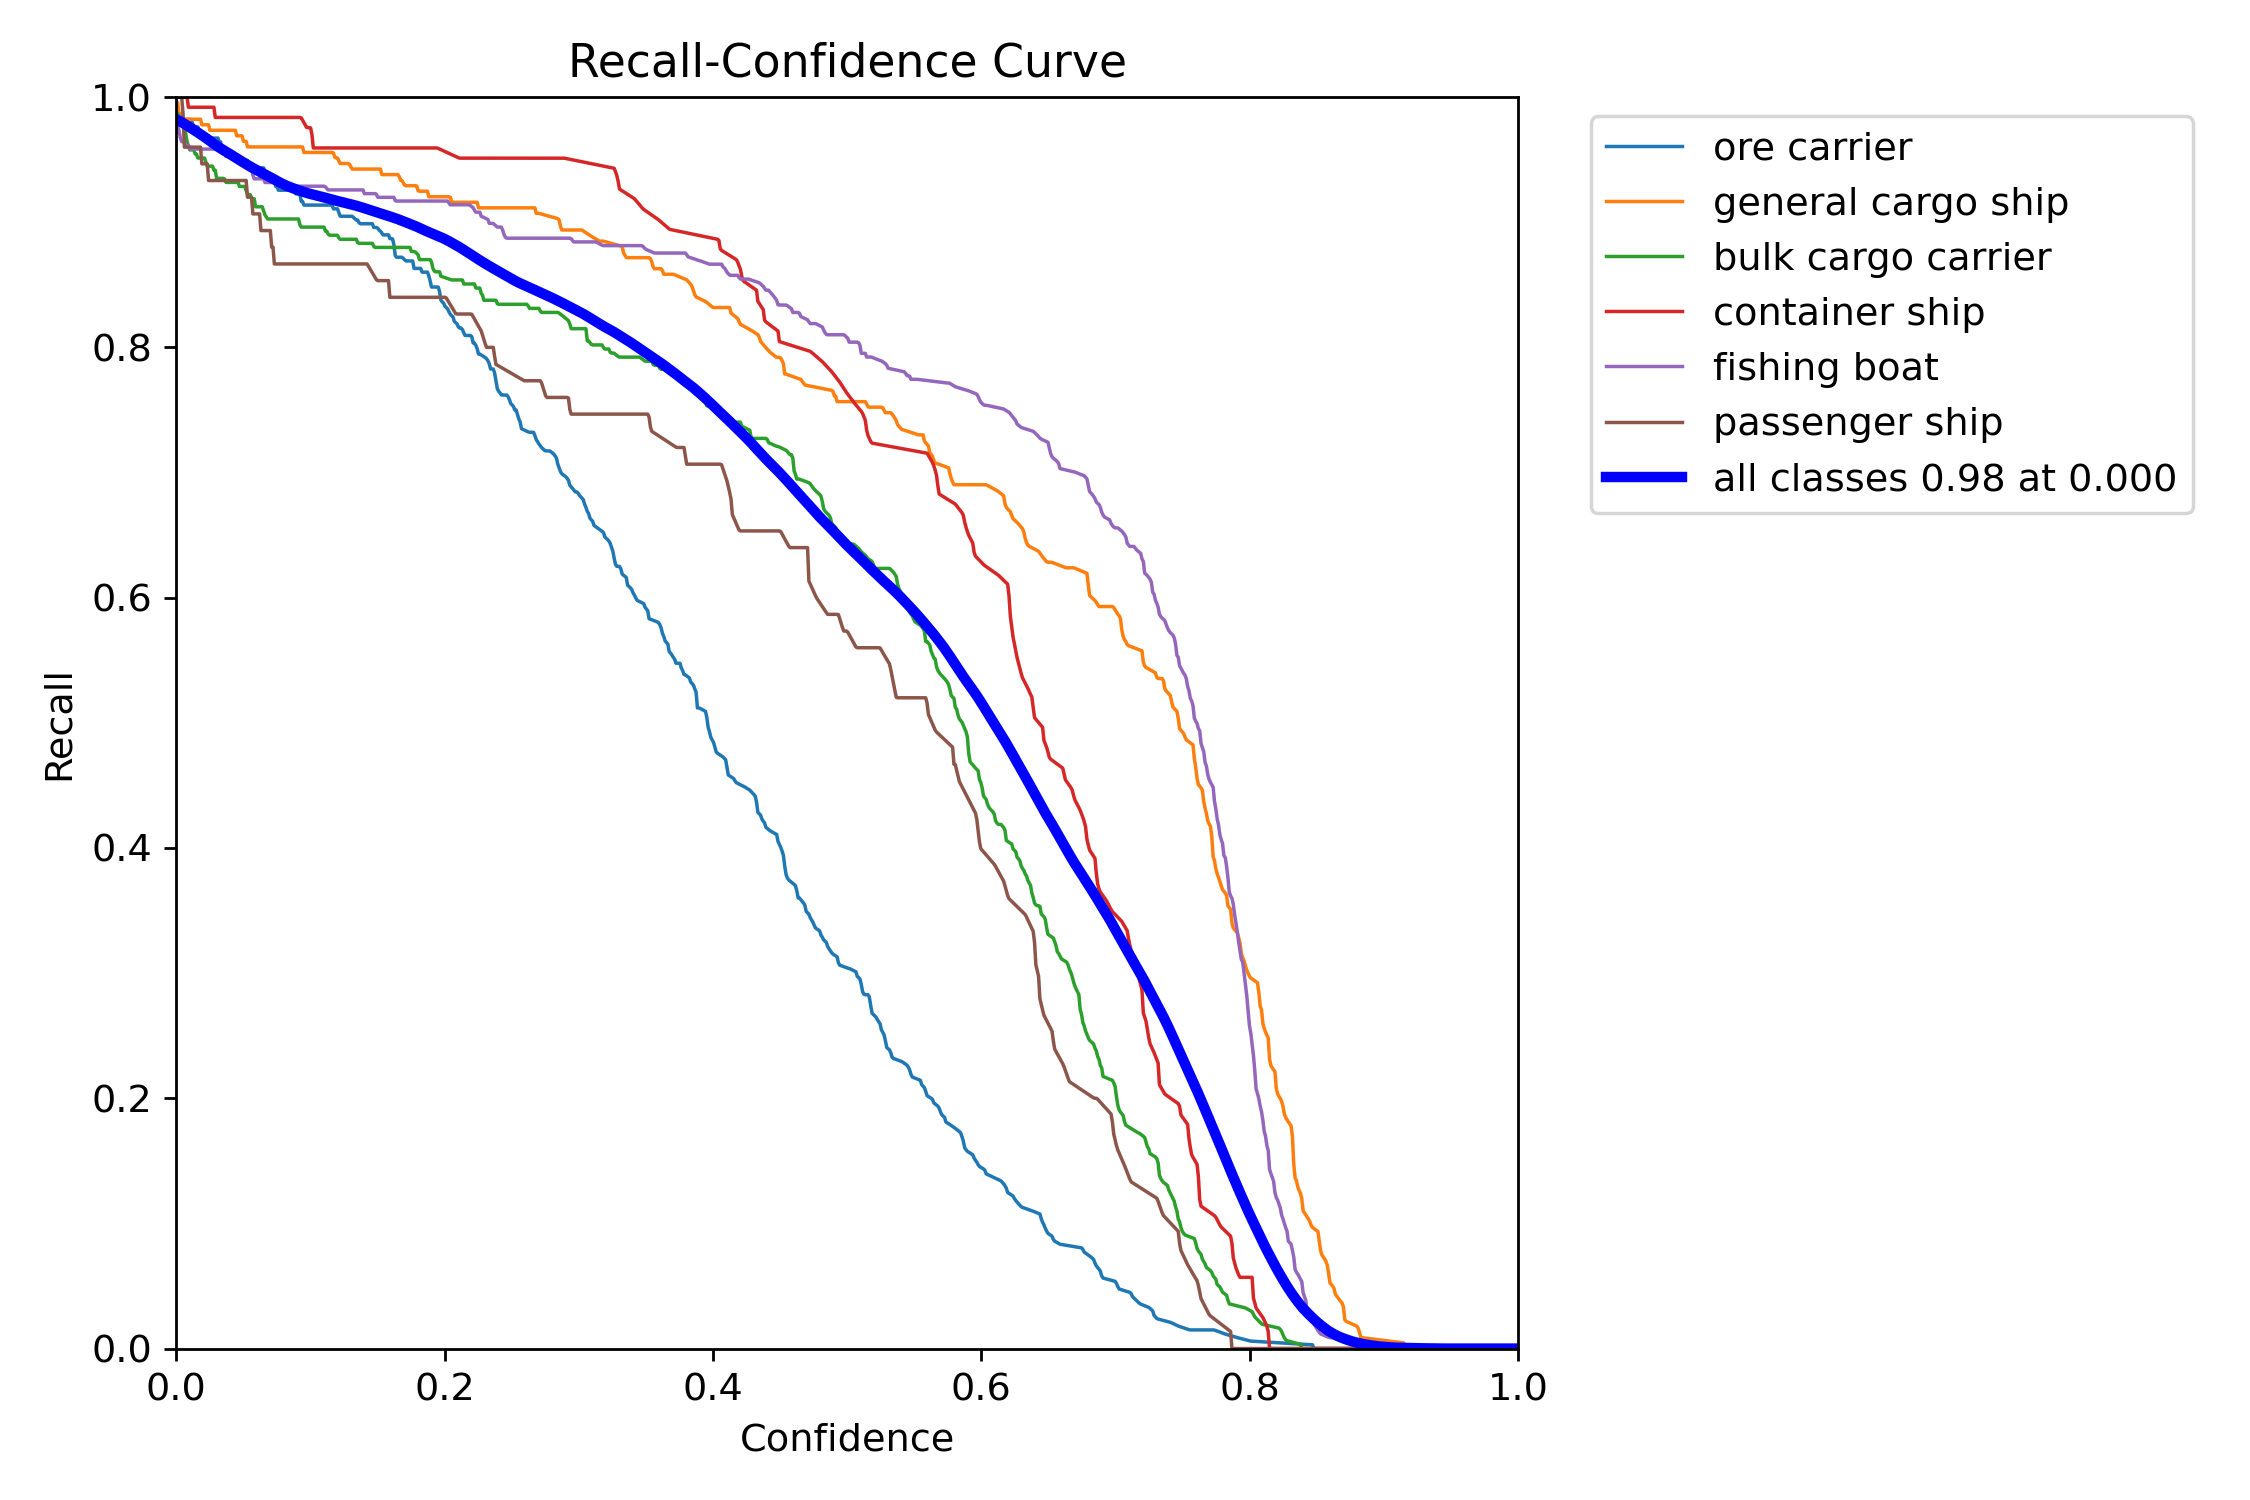 Recall-Confidence Curve
1.0
0.8
0.6
0.4
0.2
0.0
Recall
0.0 0.2 0.4 0.6 0.8 1.0
Confidence
ore carrier
general cargo ship
bulk cargo carrier
container ship
fishing boat
passenger ship
all classes 0.98 at 0.000